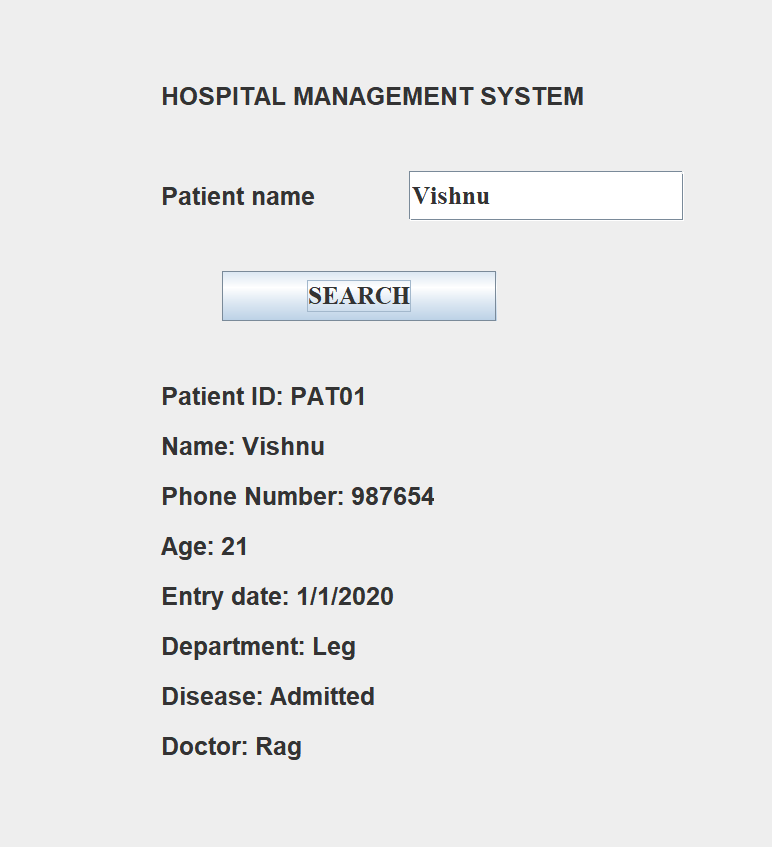 HOSPITAL MANAGEMENT SYSTEM
Patient name
Vishnu
SEARCH
Patient ID: PAT01
Name: Vishnu
Phone Number: 987654
Age: 21
Entry date: 1/1/2020
Department: Leg
Disease: Admitted
Doctor: Rag